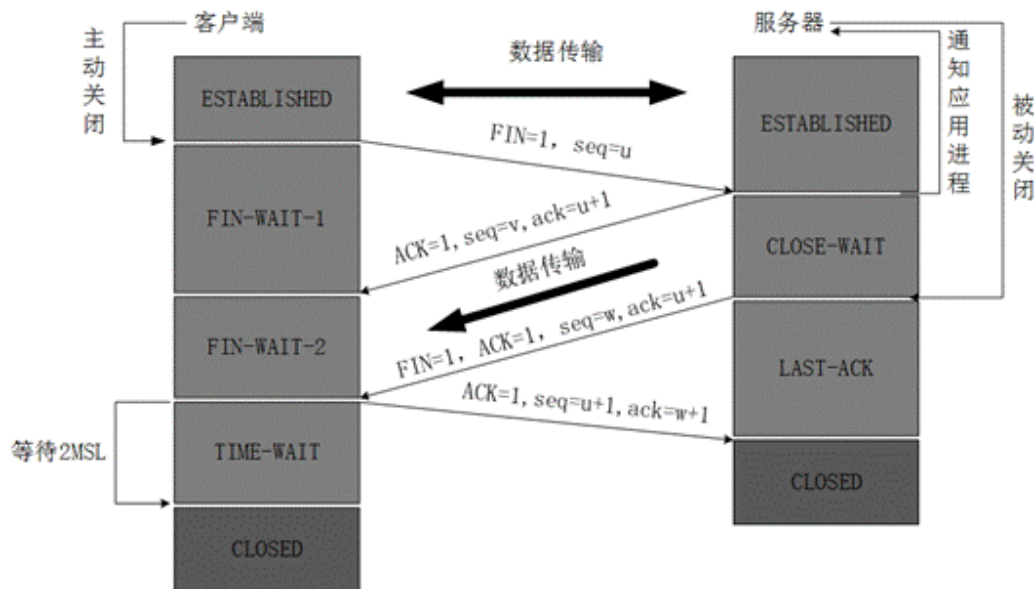 客户端
服务器
主动关闭
数据传输
通知应用进程
被动关闭
ESTABLISHED
ESTABLISHED
FIN=1, seq=u
FIN-WAIT-1
ACK=1,seq=v,ack=u+1
CLOSE-WAIT
数据传输
FIN-WAIT-2
FIN=1, ACK=1, seq=w,ack=u+1
LAST-ACK
ACK=1,seq=u+1,ack=w+1
等待2MSL
TIME-WAIT
CLOSED
CLOSED